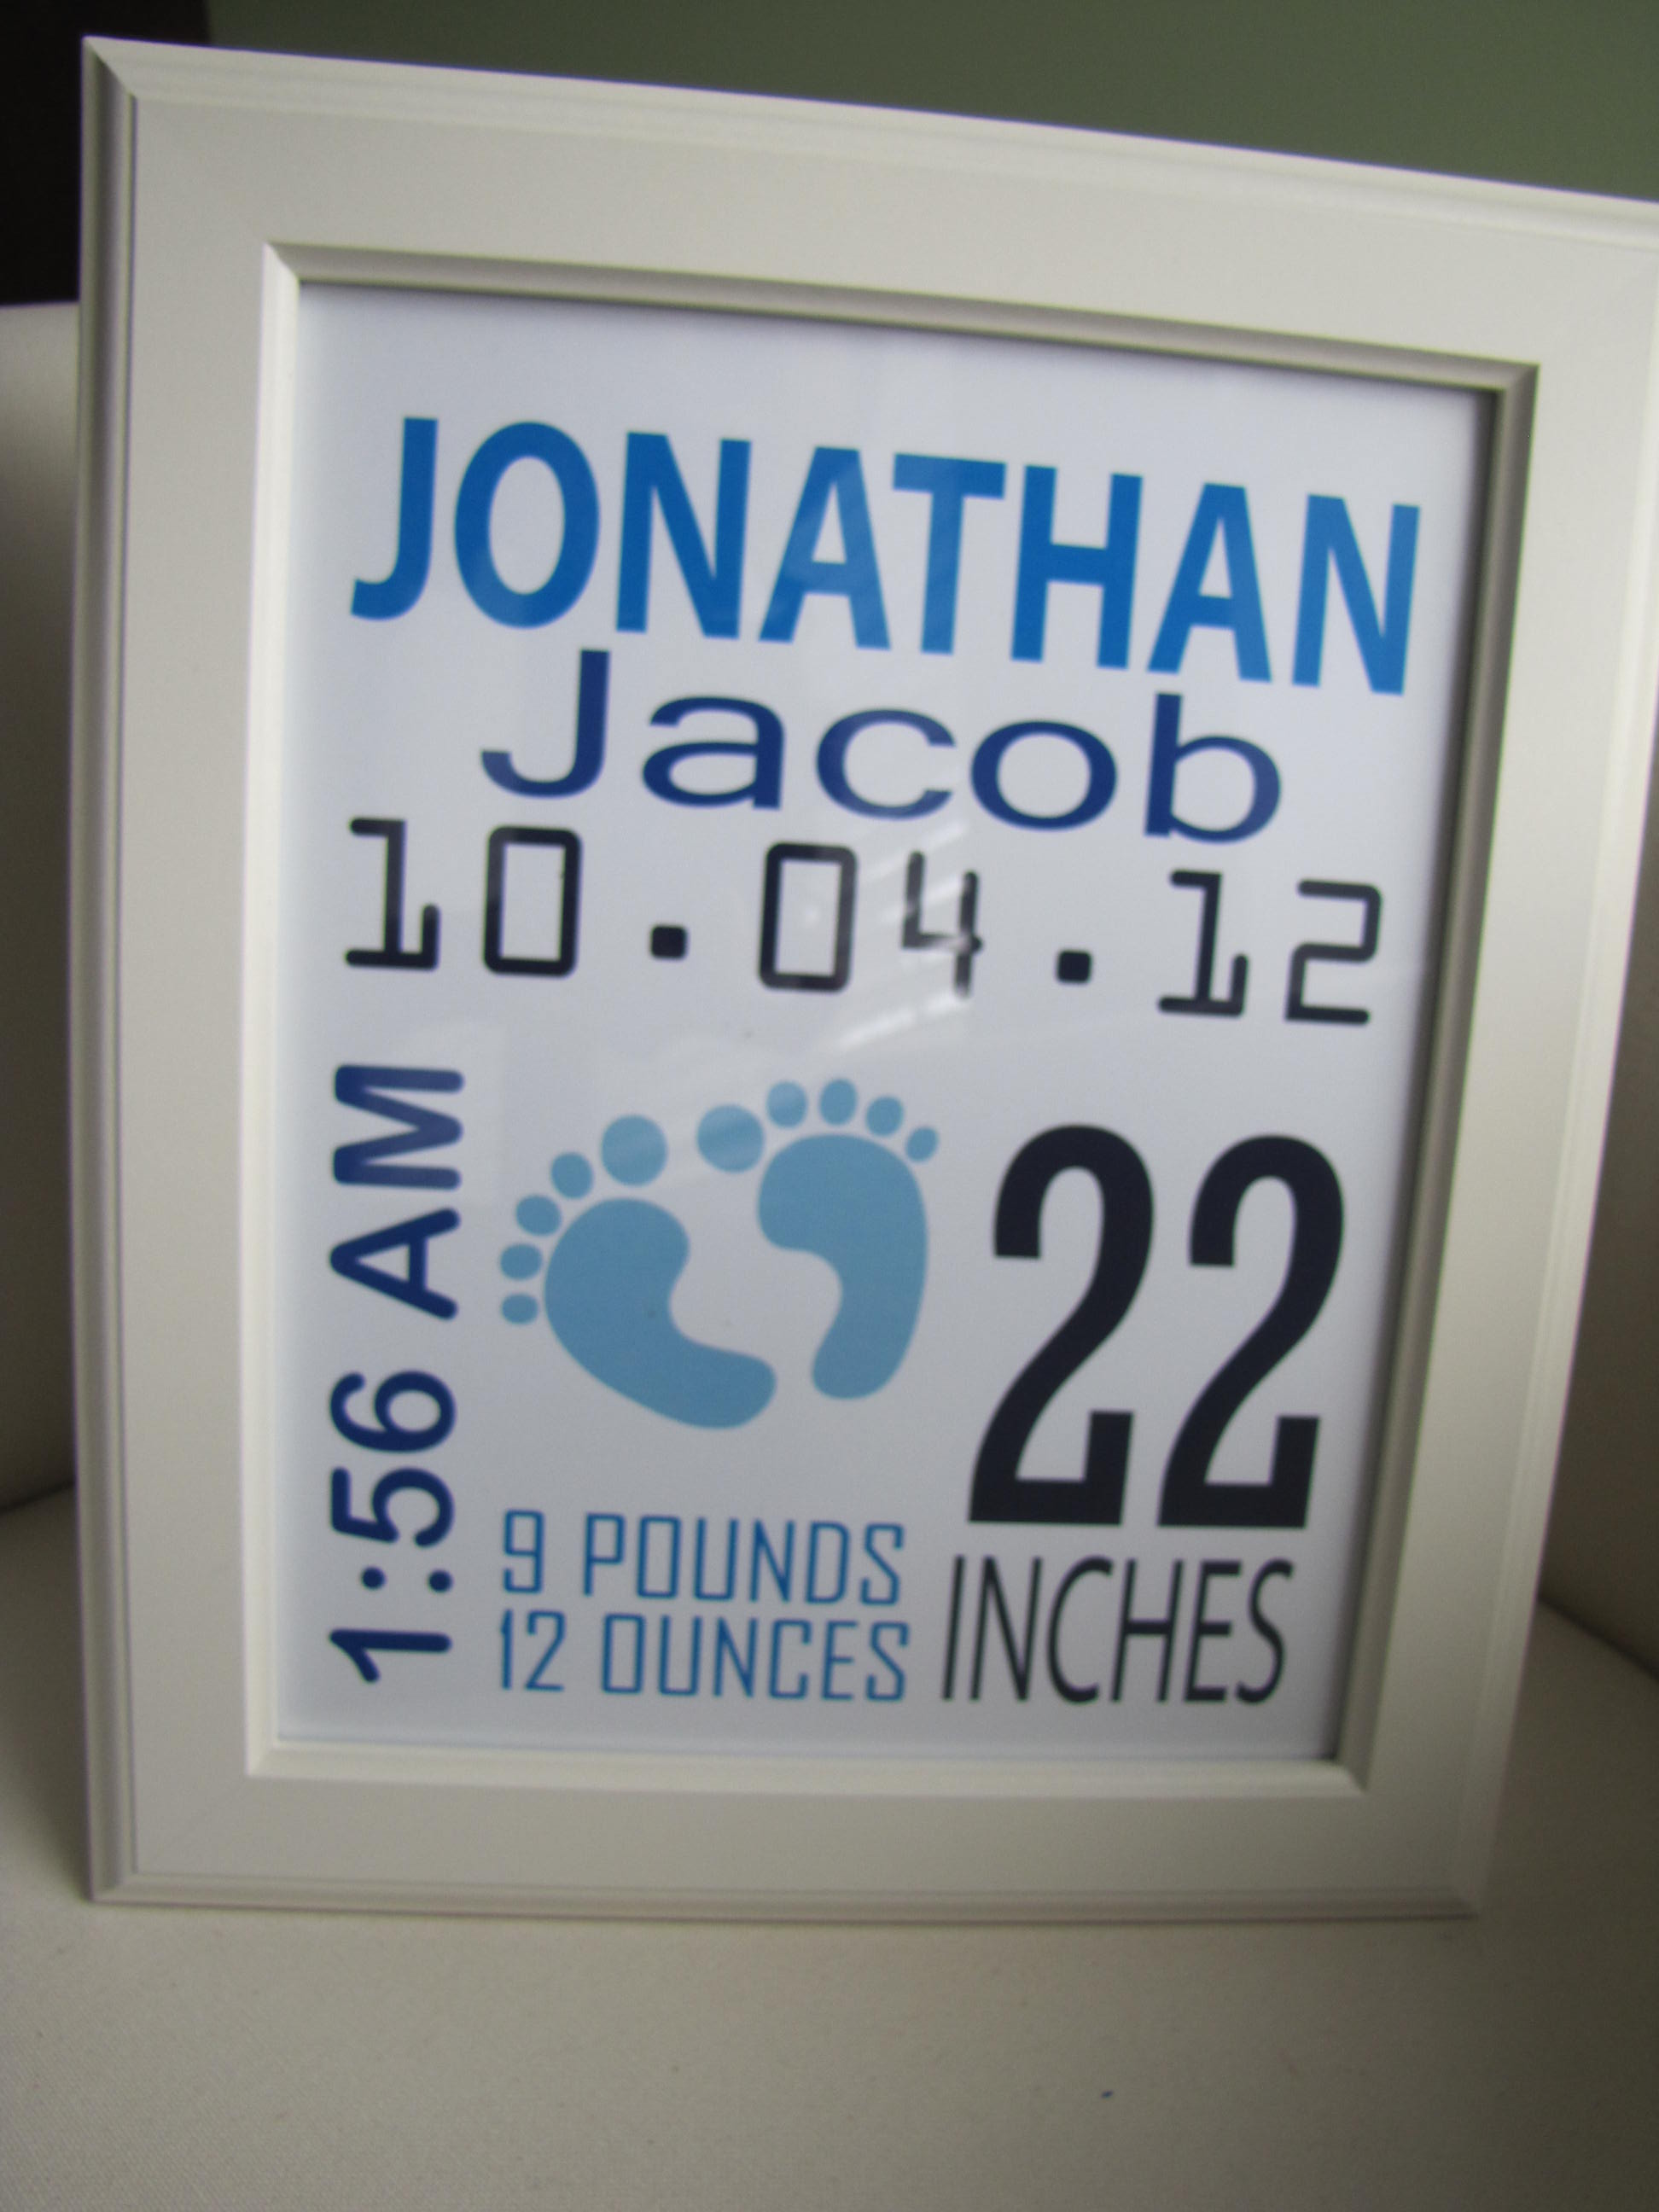 JONATHAN
Jacob
10.04.12
1:56 AM
22
INCHES
9 POUNDS
12 OUNCES